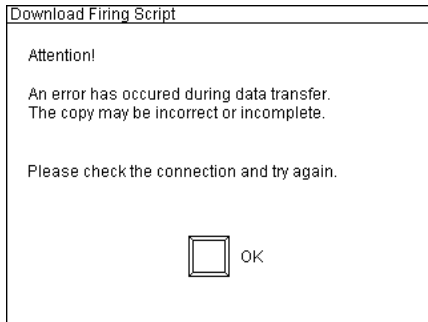 Download Firing Script
Attention!
An error has occured during data transfer.
The copy may be incorrect or incomplete.
Please check the connection and try again.
OK